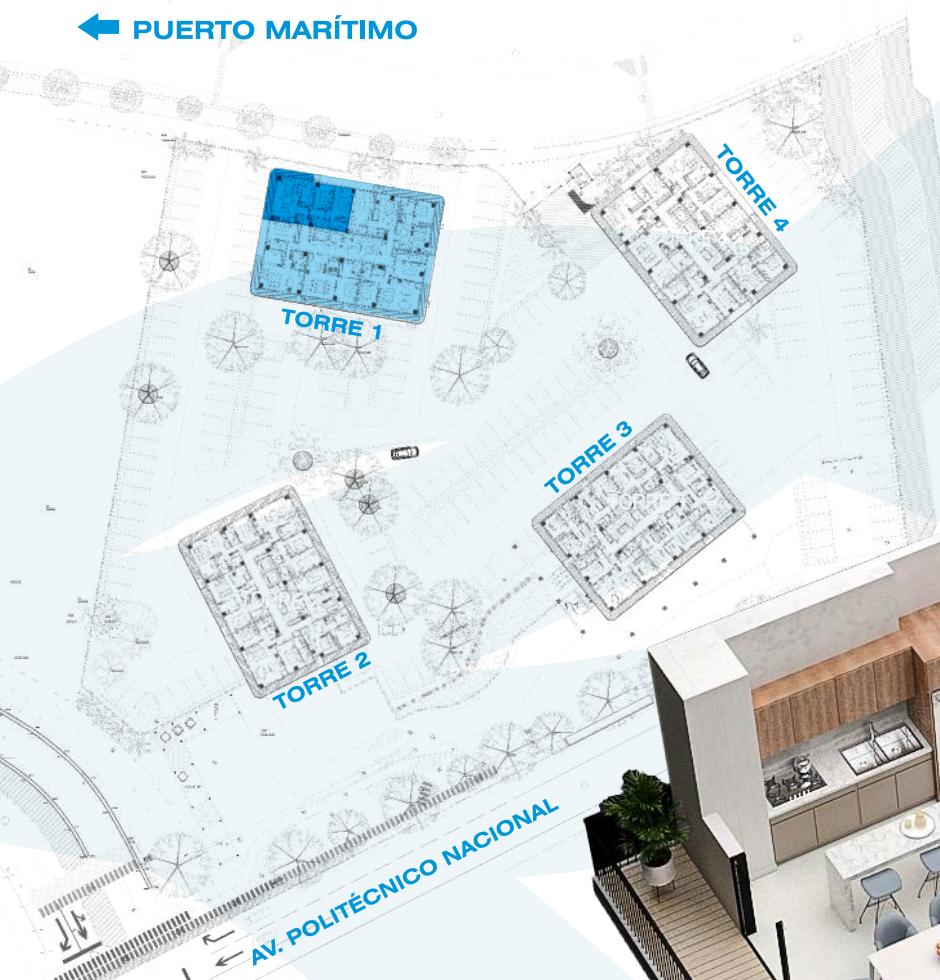 PUERTO MARÍTIMO
TORRE 4
TORRE 1
TORRE 3
TORRE 2
AV. POLITÉCNICO NACIONAL